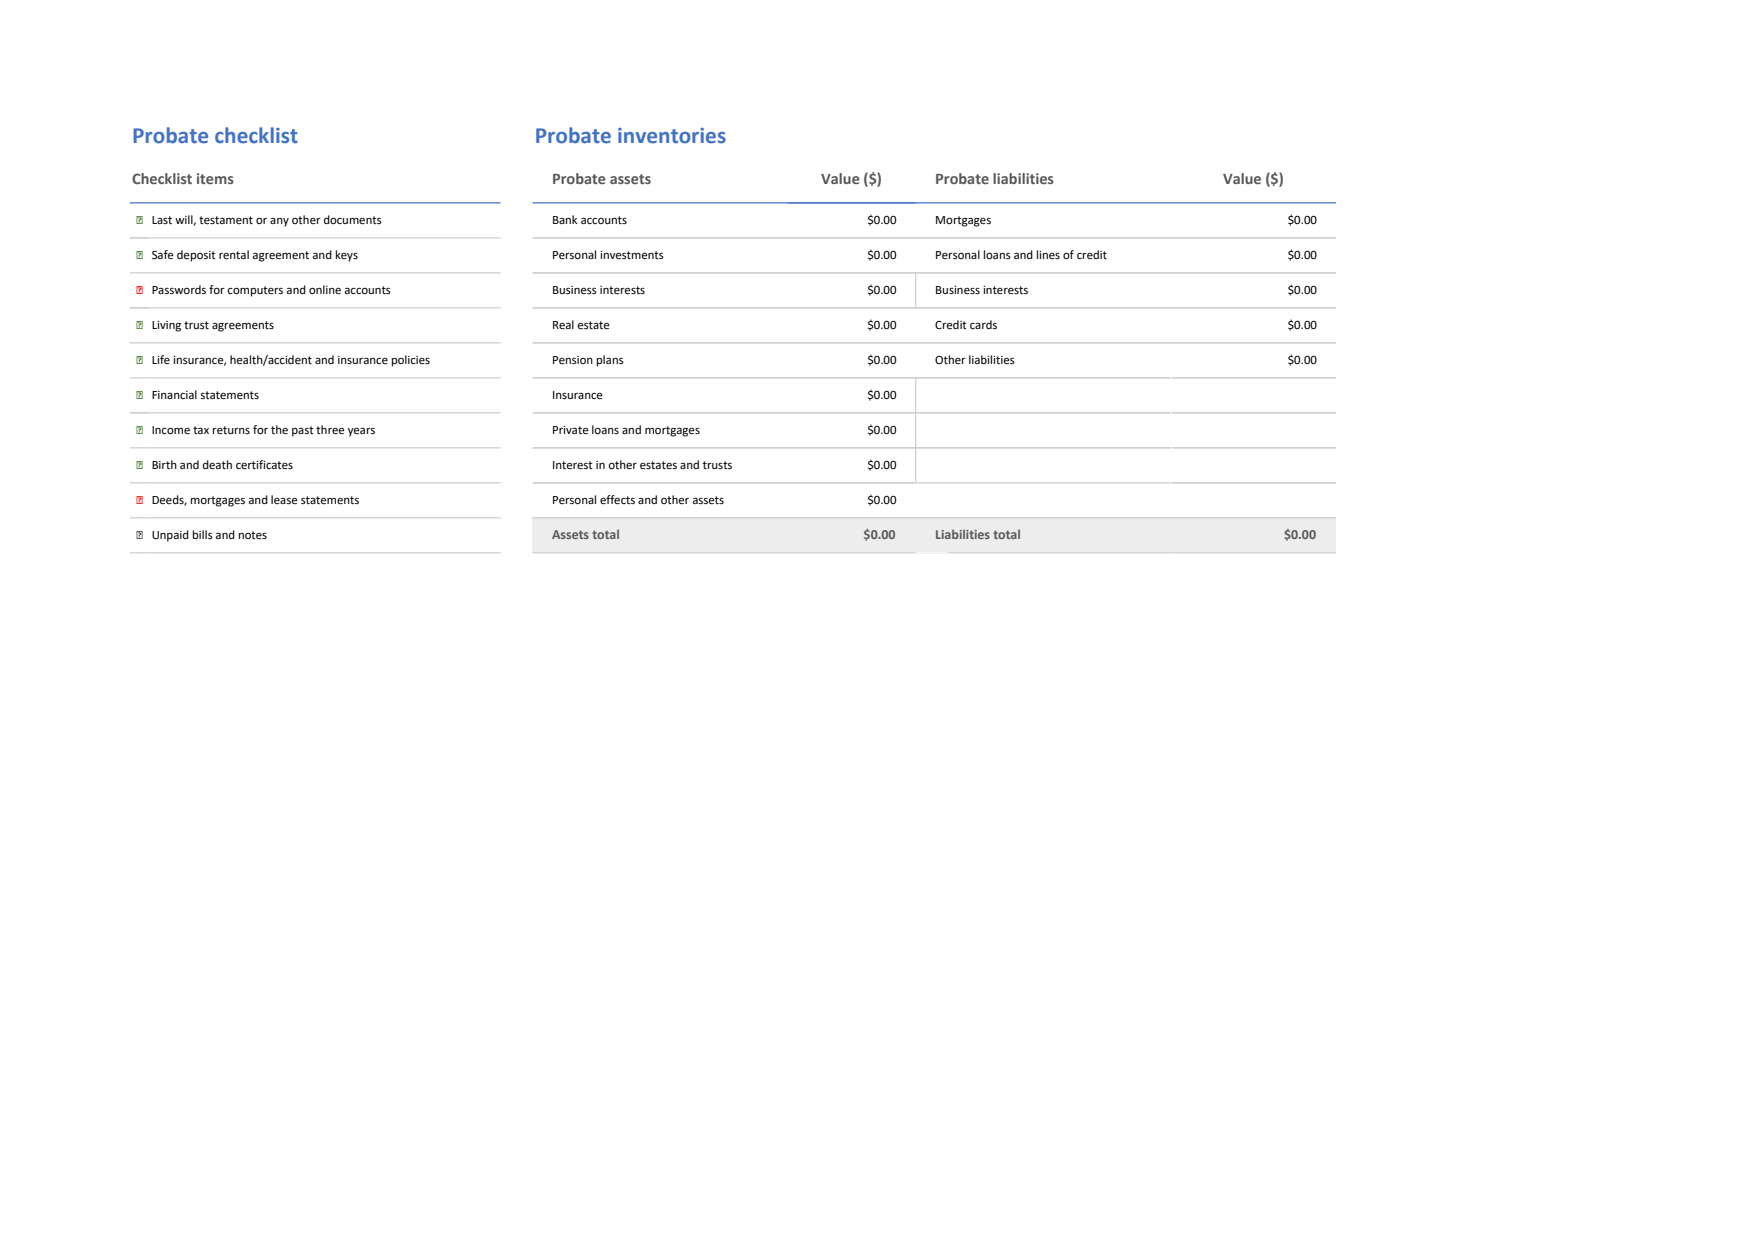 Probate checklist Probate inventories
Checklist items Probate assets Value ($) Probate liabilities Value ($)
Last will, testament or any other documents Bank accounts $0.00 Mortgages $0.00
Safe deposit rental agreement and keys Personal investments $0.00 Personal loans and lines of credit $0.00
Passwords for computers and online accounts Business interests $0.00 Business interests $0.00
Living trust agreements Real estate $0.00 Credit cards $0.00
Life insurance, health/accident and insurance policies Pension plans $0.00 Other liabilities $0.00
Financial statements Insurance $0.00
Income tax returns for the past three years Private loans and mortgages $0.00
Birth and death certificates Interest in other estates and trusts $0.00
Deeds, mortgages and lease statements Personal effects and other assets $0.00
Unpaid bills and notes Assets total $0.00 Liabilities total $0.00